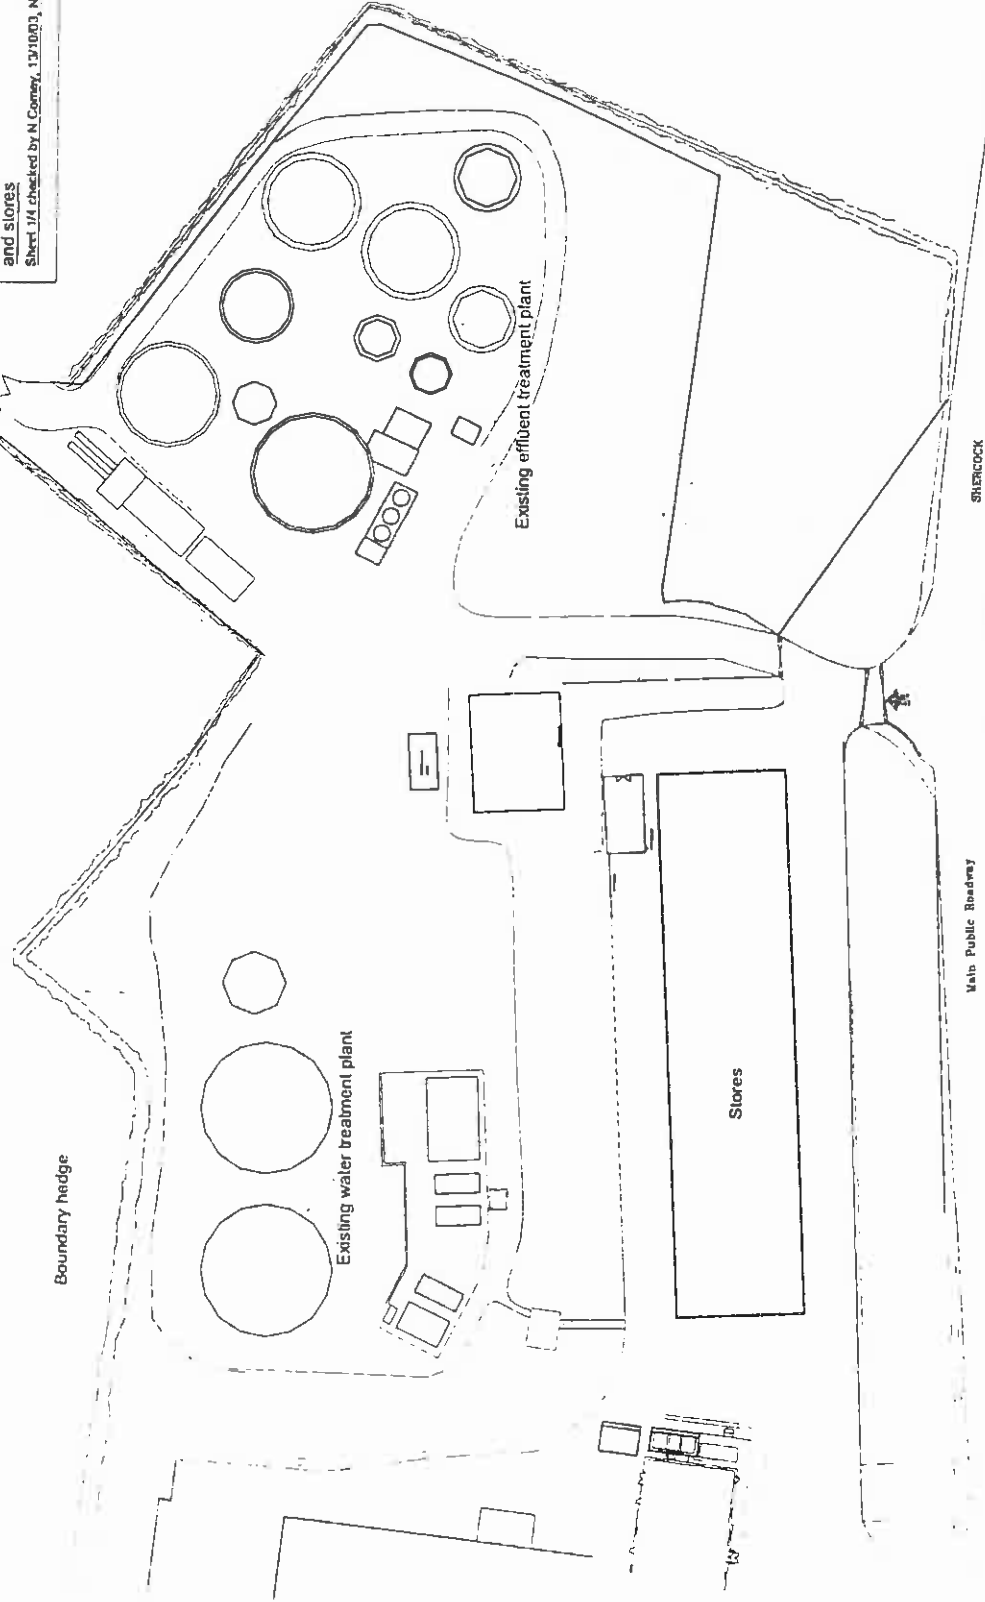 and stores
Sheet 1/4 checked by N Comey, 13/10/03, N
Existing effluent treatment plant
SHERCOCK
Boundary hedge
Existing water treatment plant
Stores
Main Public Roadway